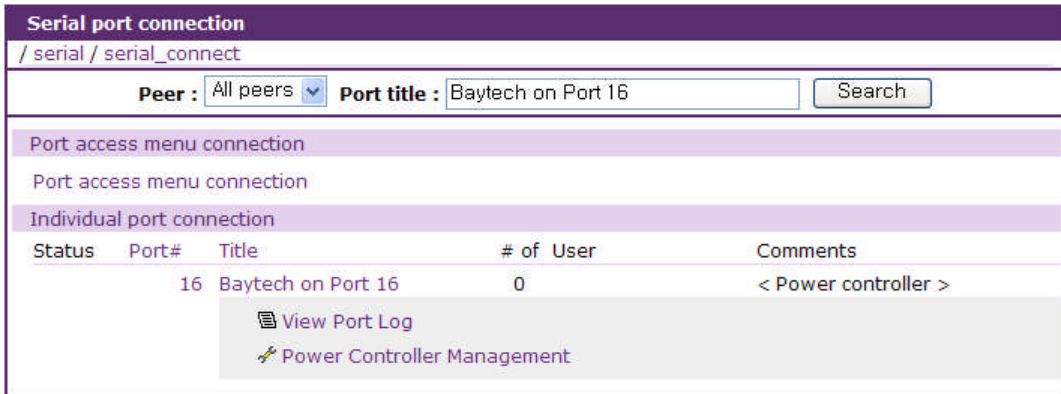 Serial port connection
/ serial / serial_connect
Peer : All peers Port title : Baytech on Port 16 Search
Port access menu connection
Port access menu connection
Individual port connection
Status Port# Title # of User Comments
16 Baytech on Port 16 0 < Power controller >
View Port Log
Power Controller Management